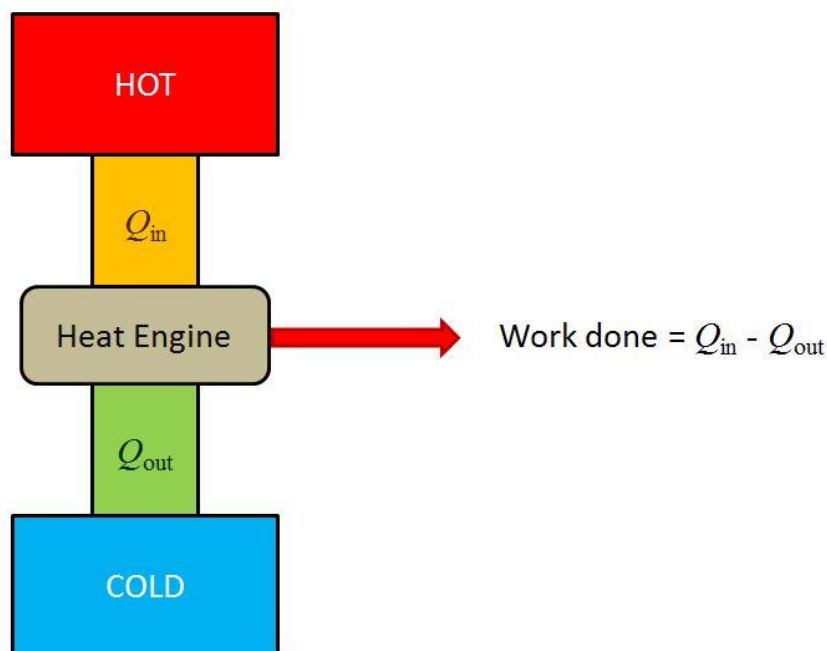 HOT
Qin
Heat Engine
Work done = Qin - Qout
Qout
COLD